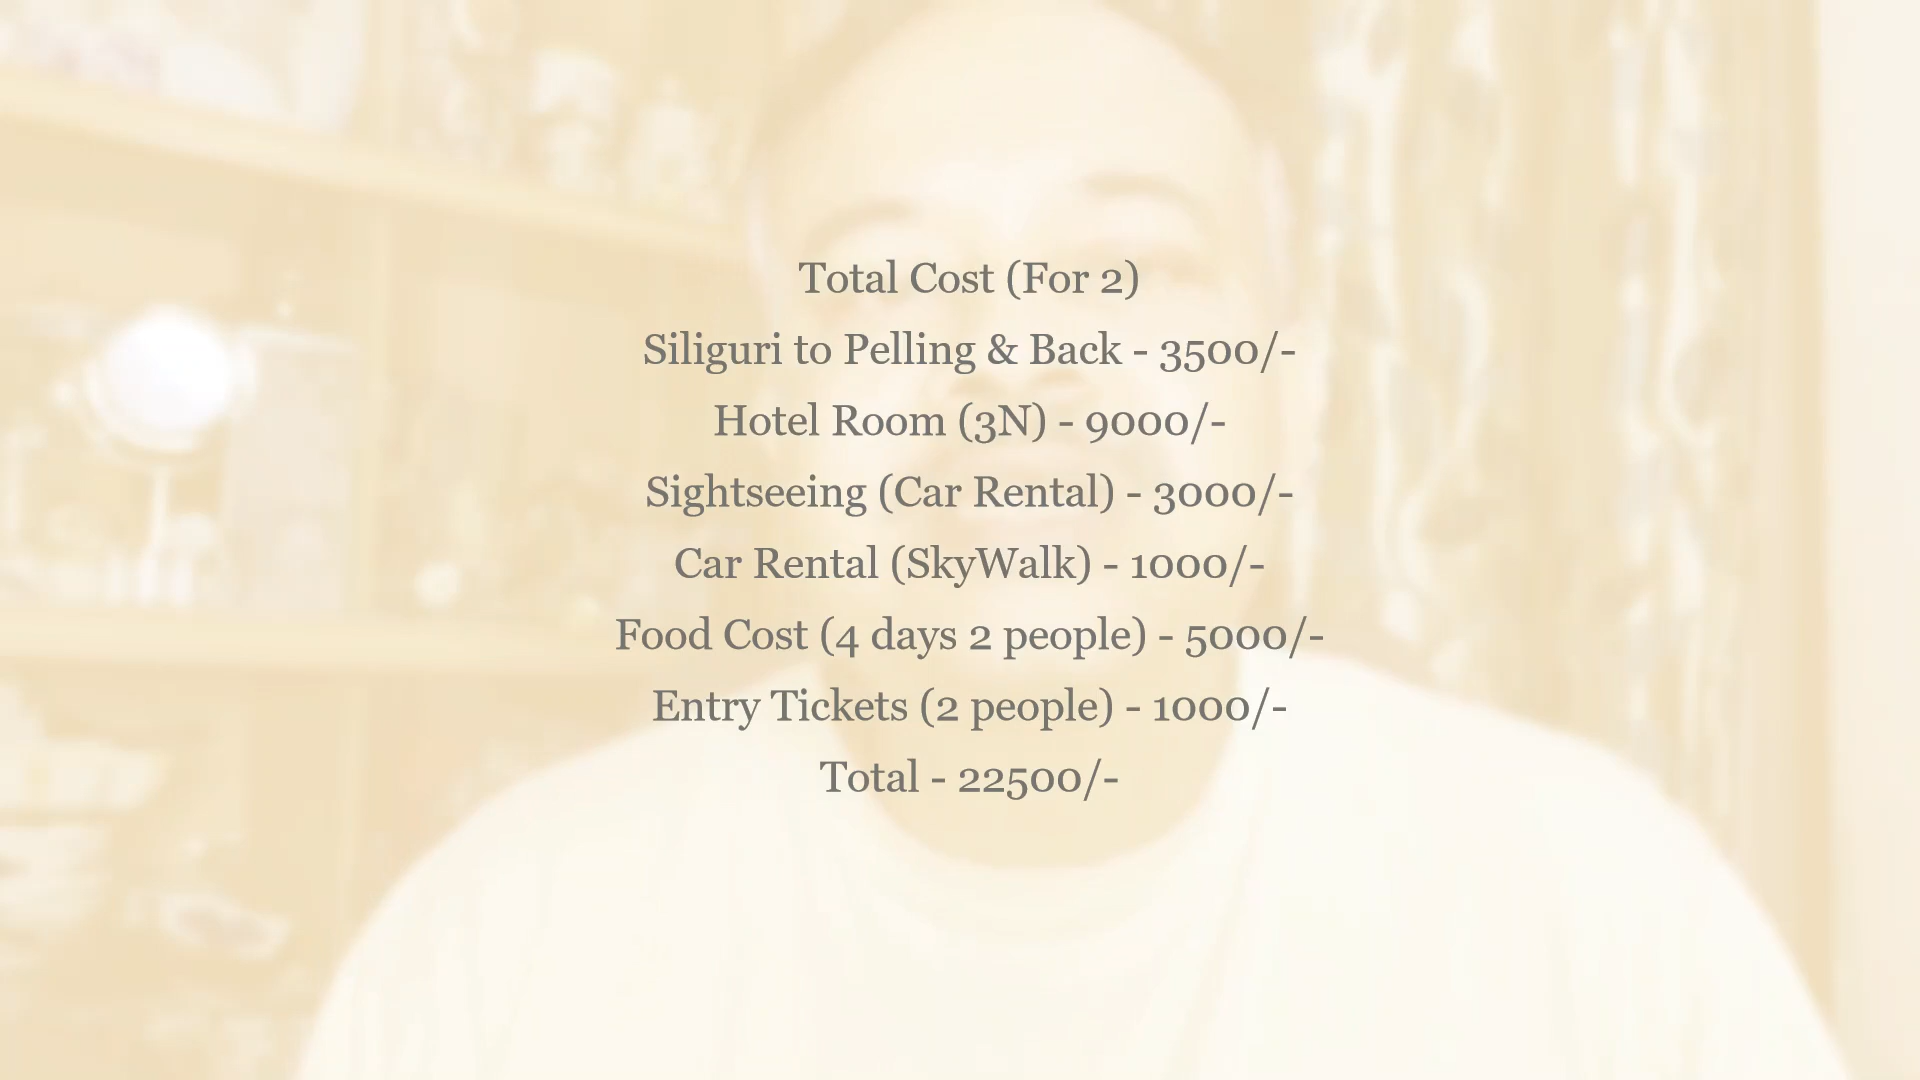 Total Cost (For 2)
Siliguri to Pelling & Back - 3500/-
Hotel Room (3N) - 9000/-
Sightseeing (Car Rental) - 3000/-
Car Rental (SkyWalk) - 1000/-
Food Cost (4 days 2 people) - 5000/-
Entry Tickets (2 people) - 1000/-
Total - 22500/-